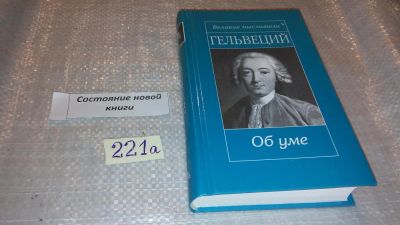 Состояние новой
книги
221а
Великие мыслители
ГЕЛЬВЕЦИЙ
Об уме